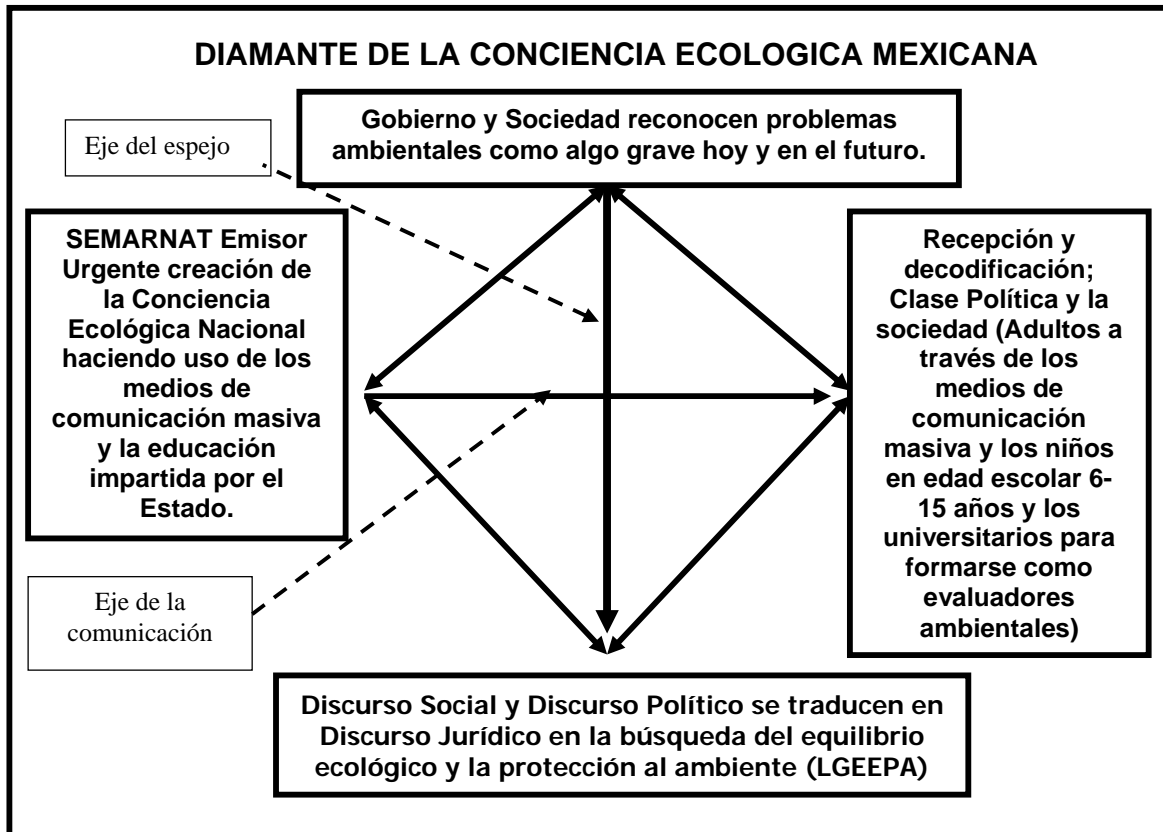 DIAMANTE DE LA CONCIENCIA ECOLOGICA MEXICANA
Gobierno y Sociedad reconocen problemas
ambientales como algo grave hoy y en el futuro.
Eje del espejo
SEMARNAT Emisor
Urgente creación de
la Conciencia
Ecológica Nacional
haciendo uso de los
medios de
comunicación masiva
y la educación
impartida por el
Estado.
Recepción y
decodificación;
Clase Política y la
sociedad (Adultos a
través de los
medios de
comunicación
masiva y los niños
en edad escolar 6-
15 años y los
universitarios para
formarse como
evaluadores
ambientales)
Eje de la
comunicación
Discurso Social y Discurso Político se traducen en
Discurso Jurídico en la búsqueda del equilibrio
ecológico y la protección al ambiente (LGEEPA)